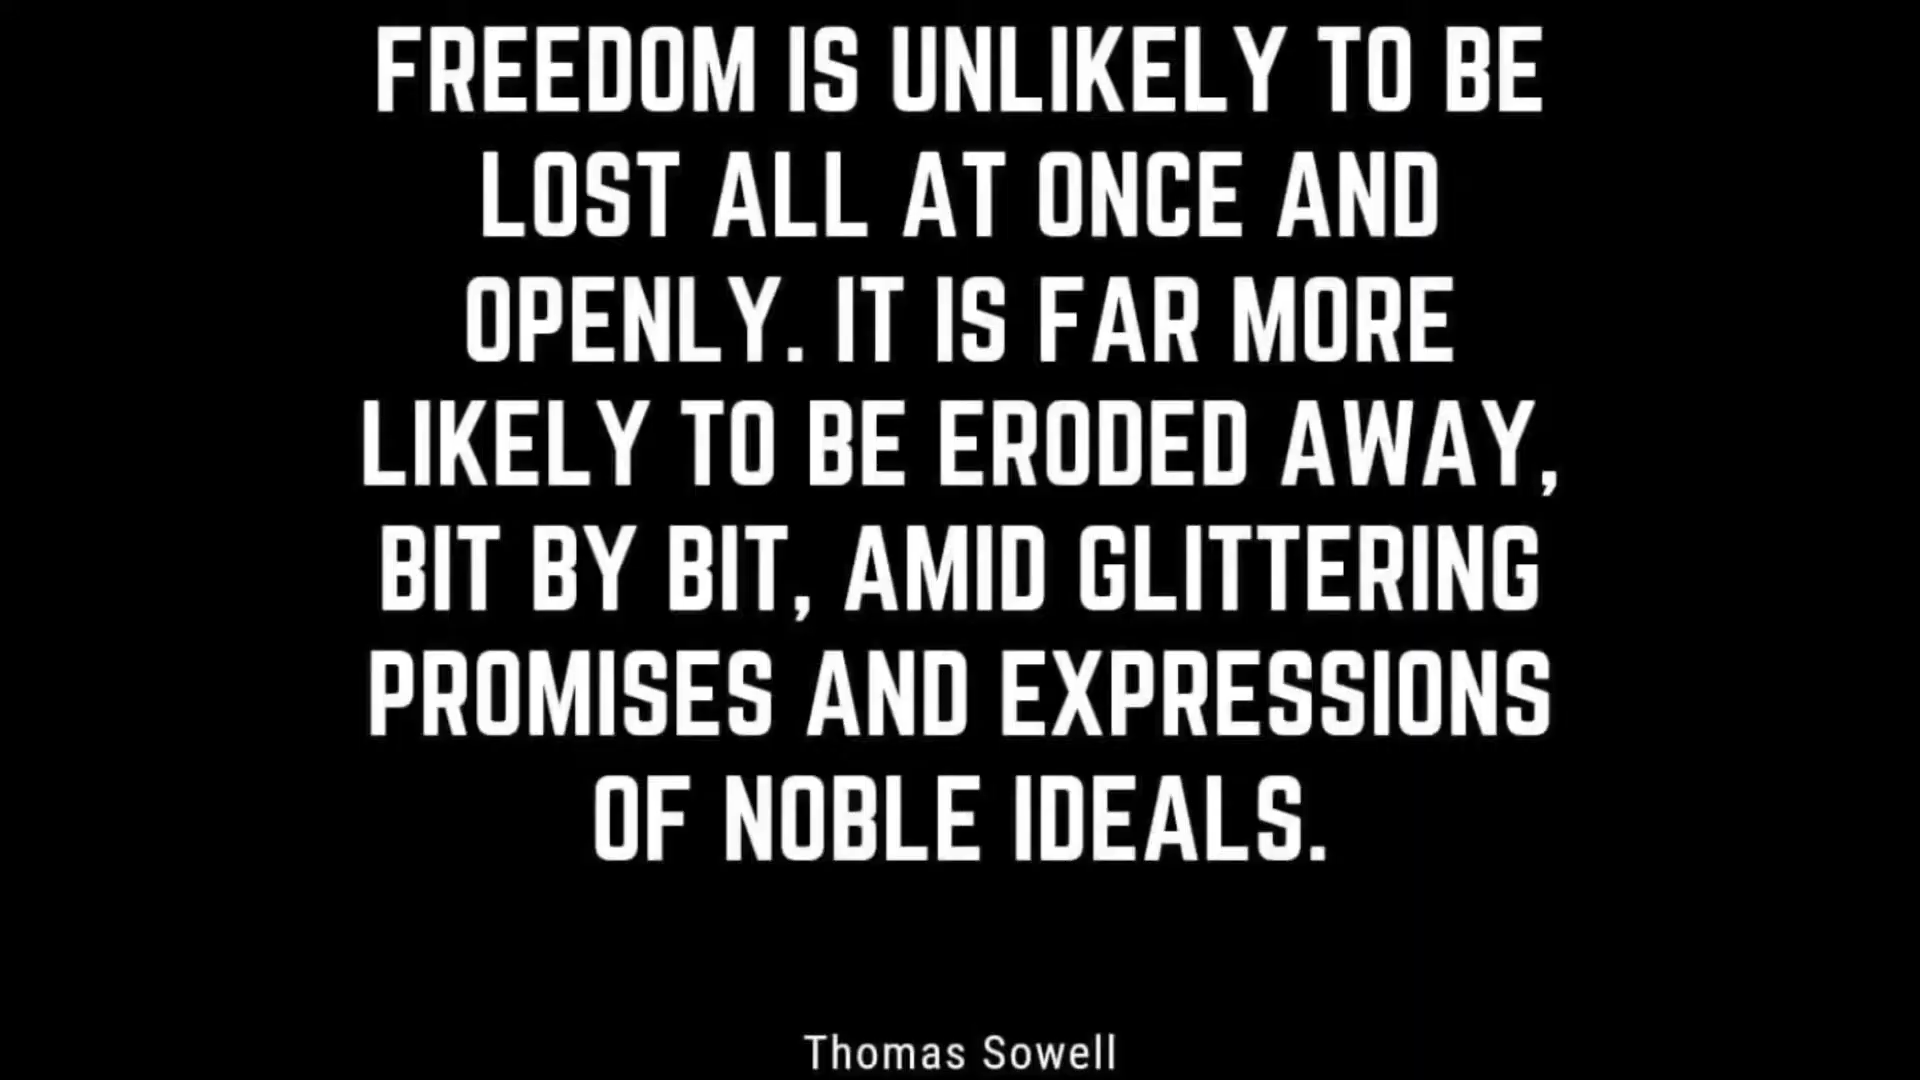 FREEDOM IS UNLIKELY TO BE
LOST ALL AT ONCE AND
OPENLY. IT IS FAR MORE
LIKELY TO BE ERODED AWAY,
BIT BY BIT, AMID GLITTERING
PROMISES AND EXPRESSIONS
OF NOBLE IDEALS.
Thomas Sowell